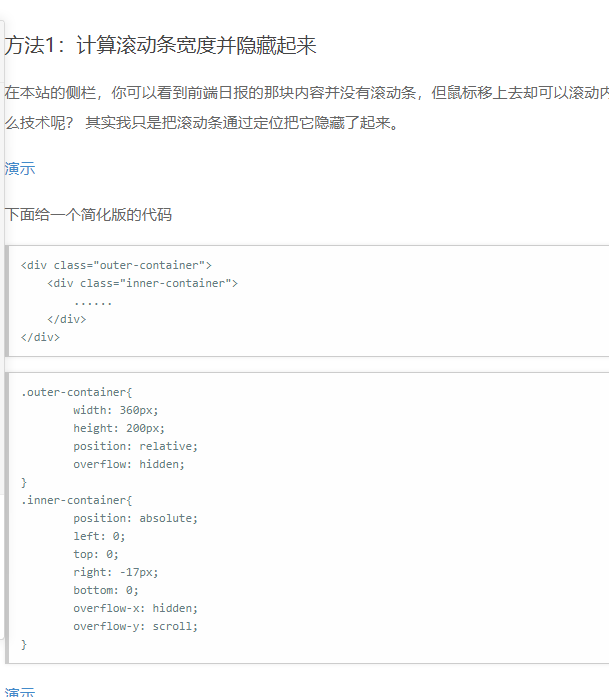 方法1：计算滚动条宽度并隐藏起来
在本站的侧栏，你可以看到前端日报的那块内容并没有滚动条，但鼠标移上去却可以滚动
么技术呢？ 其实我只是把滚动条通过定位把它隐藏了起来。
演示
下面给一个简化版的代码
<div class="outer-container">
    <div class="inner-container">
        ......
    </div>
</div>
.outer-container{
        width: 360px;
        height: 200px;
        position: relative;
        overflow: hidden;
}
.inner-container{
        position: absolute;
        left: 0;
        top: 0;
        right: -17px;
        bottom: 0;
        overflow-x: hidden;
        overflow-y: scroll;
}
演示